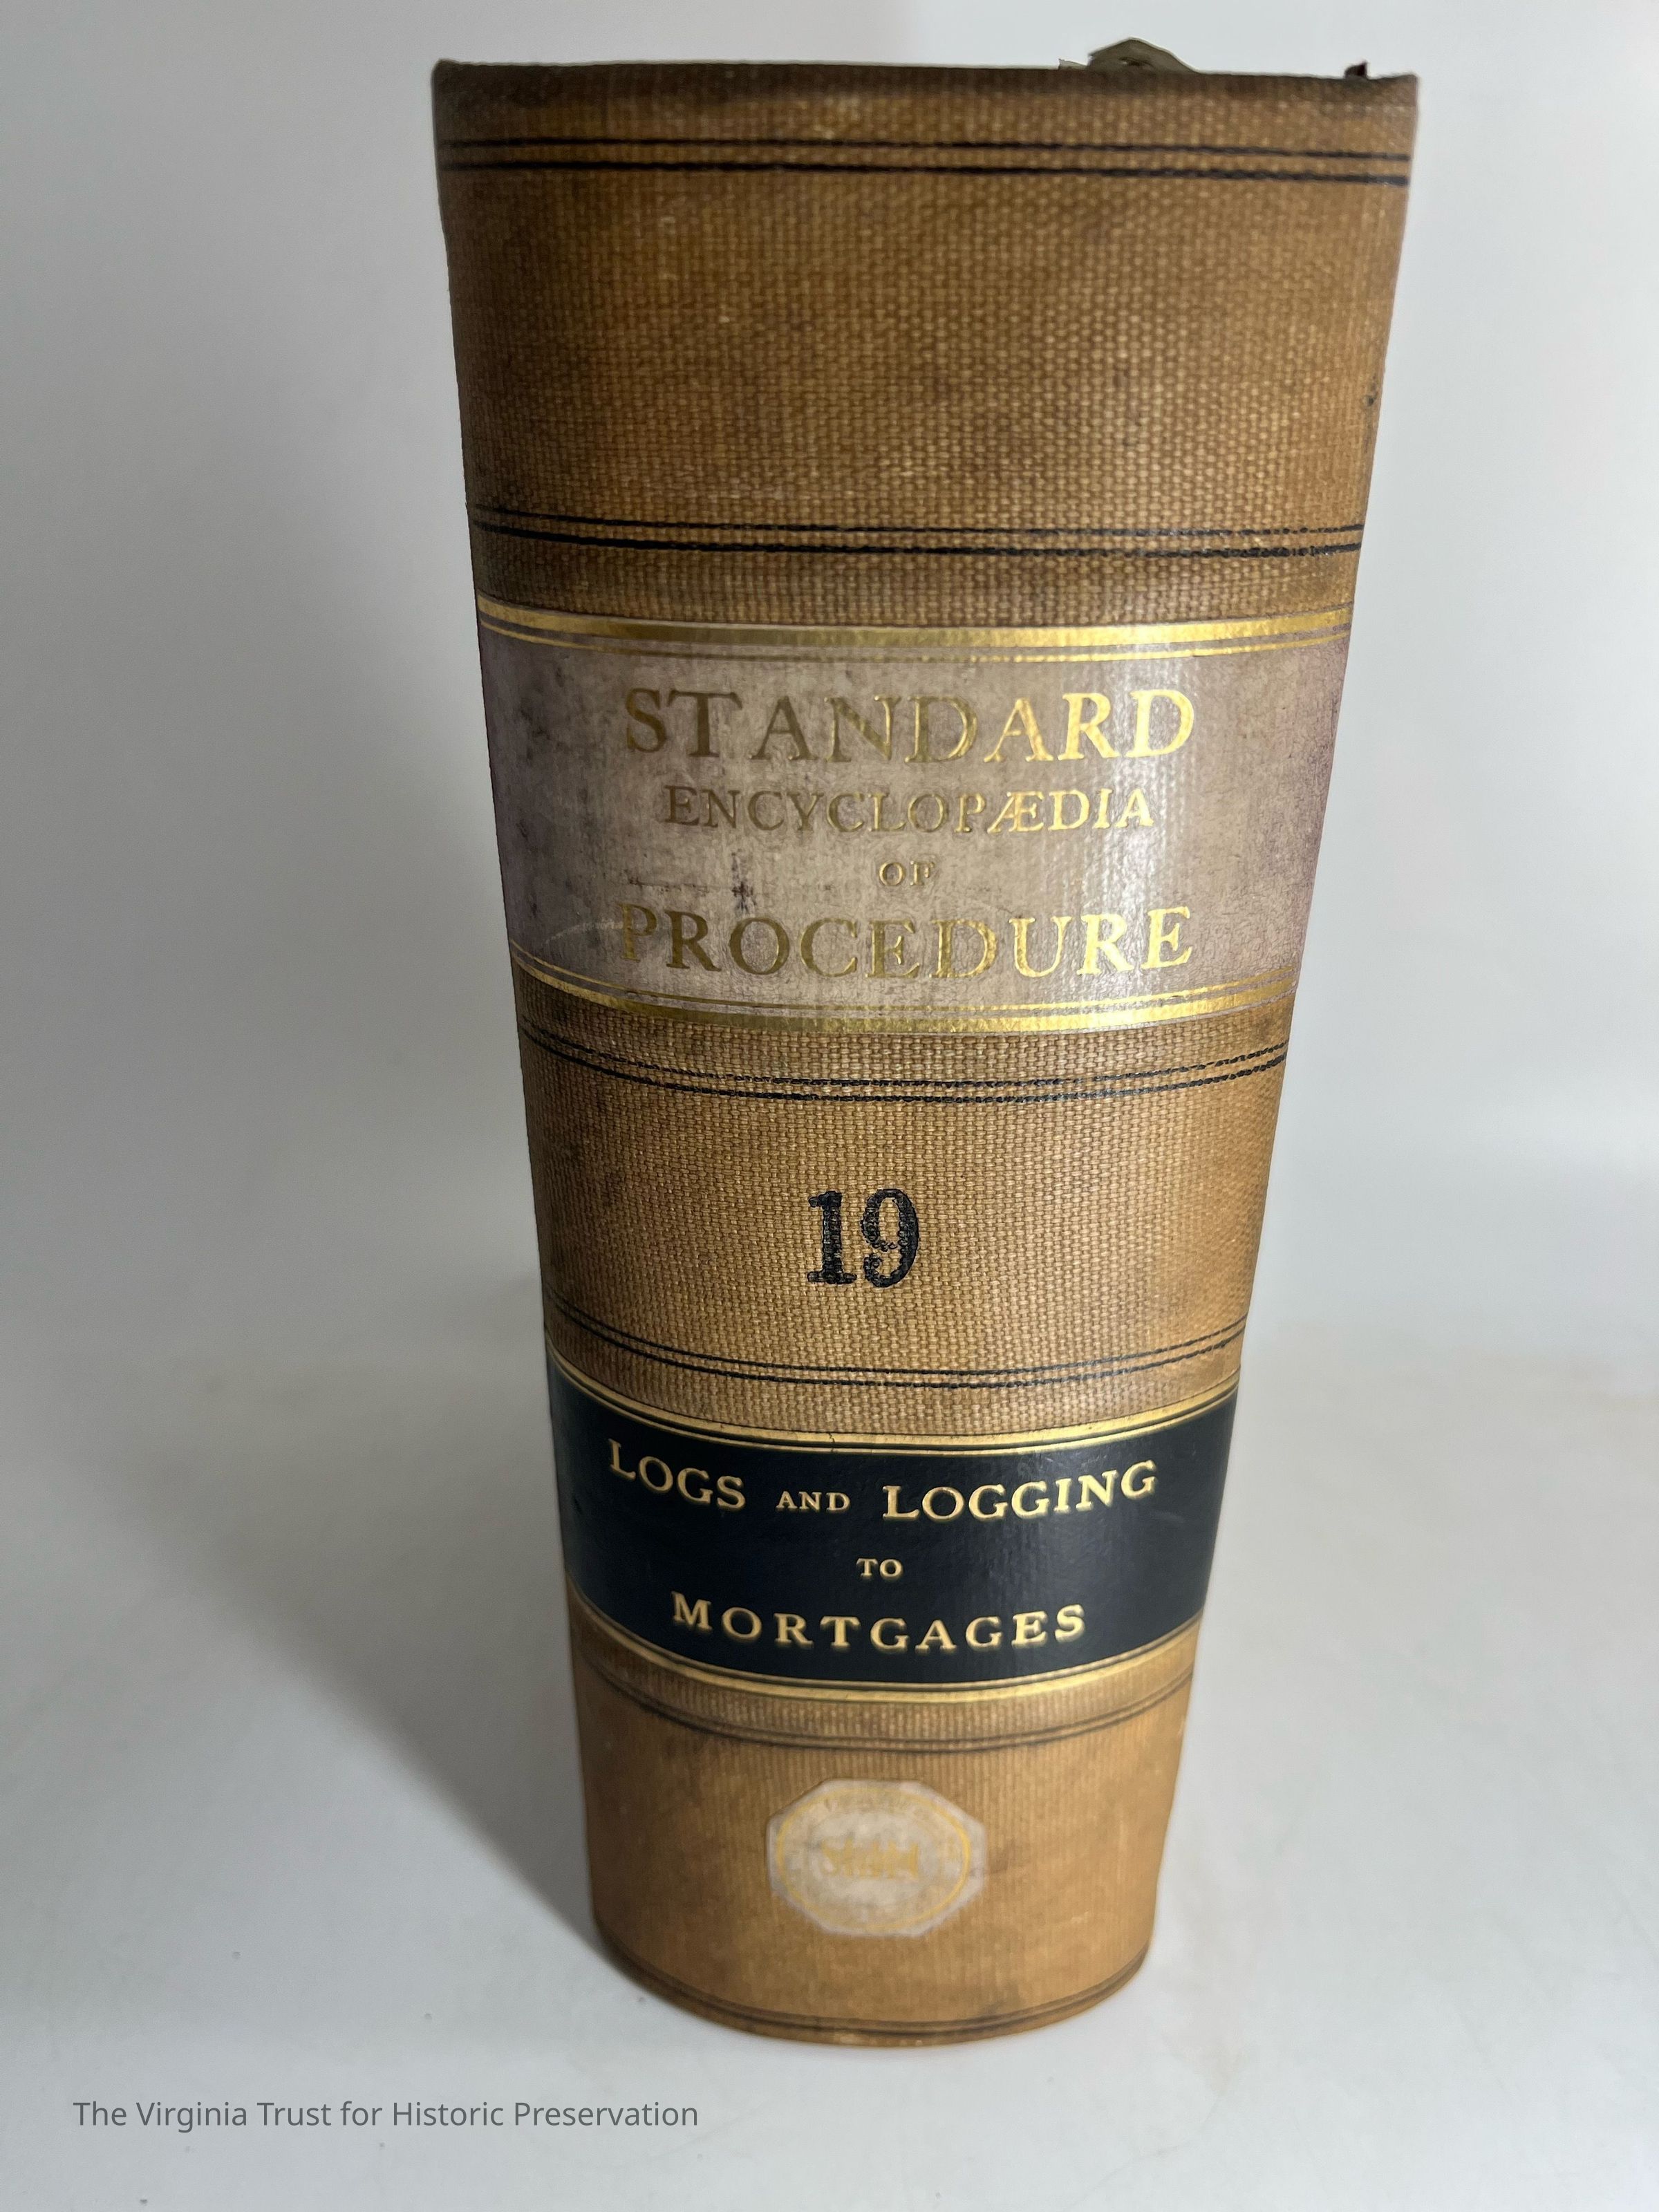 STANDARD
ENCYCLOPÆDIA
OF
PROCEDURE
19
LOGS AND LOGGING
TO
MORTGAGES
The Virginia Trust for Historic Preservation